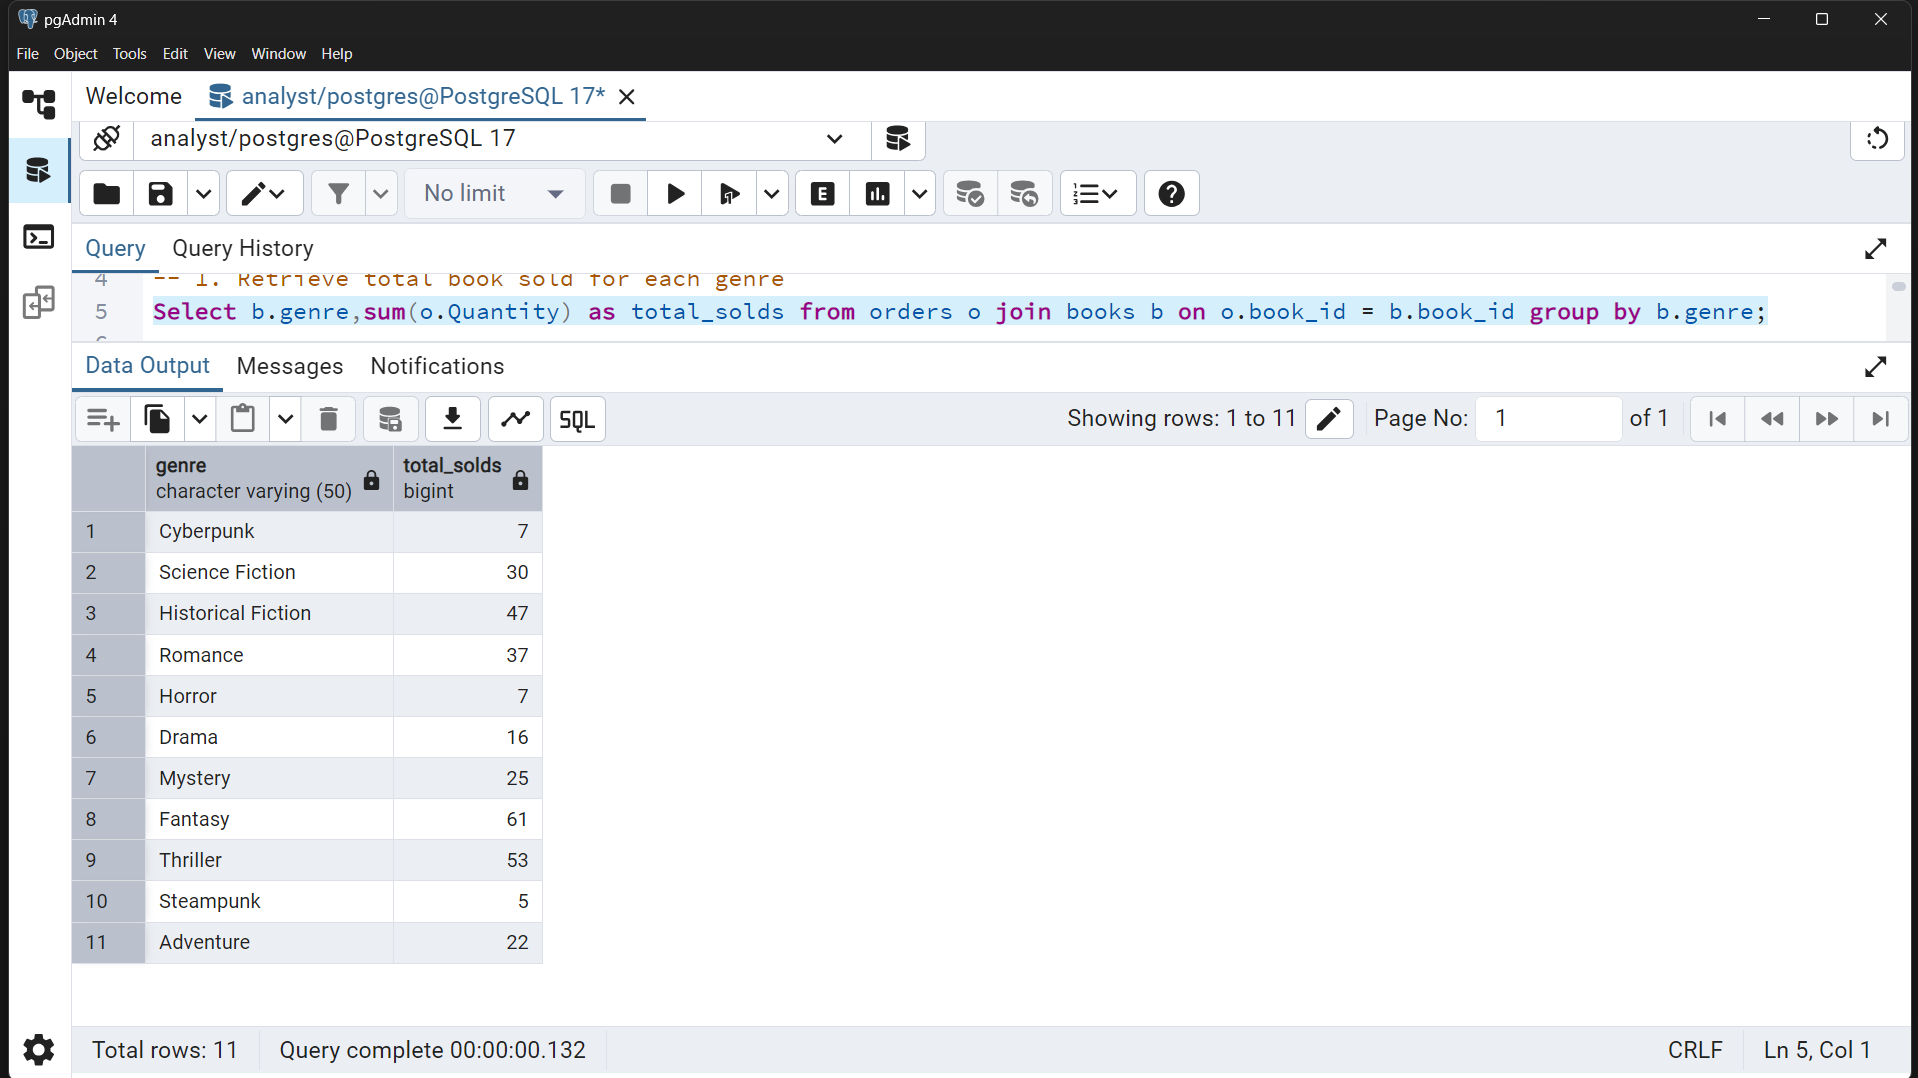 pgAdmin 4
File Object Tools Edit View Window Help
Welcome analyst/postgres@PostgreSQL 17*
analyst/postgres@PostgreSQL 17
No limit E
Query Query History
4 -- 1. Retrieve total book sold for each genre
5 Select b.genre,sum(o.Quantity) as total_solds from orders o join books b on o.book_id = b.book_id group by b.genre;
Data Output Messages Notifications
SQL Showing rows: 1 to 11 Page No: 1 of 1
genre total_solds
character varying (50) bigint
1 Cyberpunk 7
2 Science Fiction 30
3 Historical Fiction 47
4 Romance 37
5 Horror 7
6 Drama 16
7 Mystery 25
8 Fantasy 61
9 Thriller 53
10 Steampunk 5
11 Adventure 22
Total rows: 11 Query complete 00:00:00.132 CRLF Ln 5, Col 1